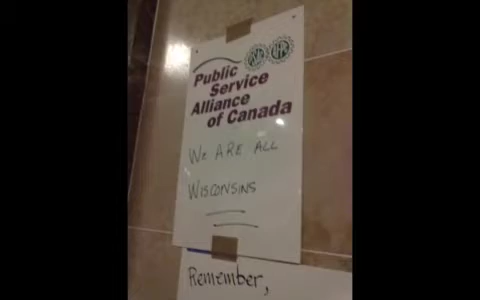 Public
Service
Alliance
of Canada
WE ARE ALL
WISCONSINS
Remember,